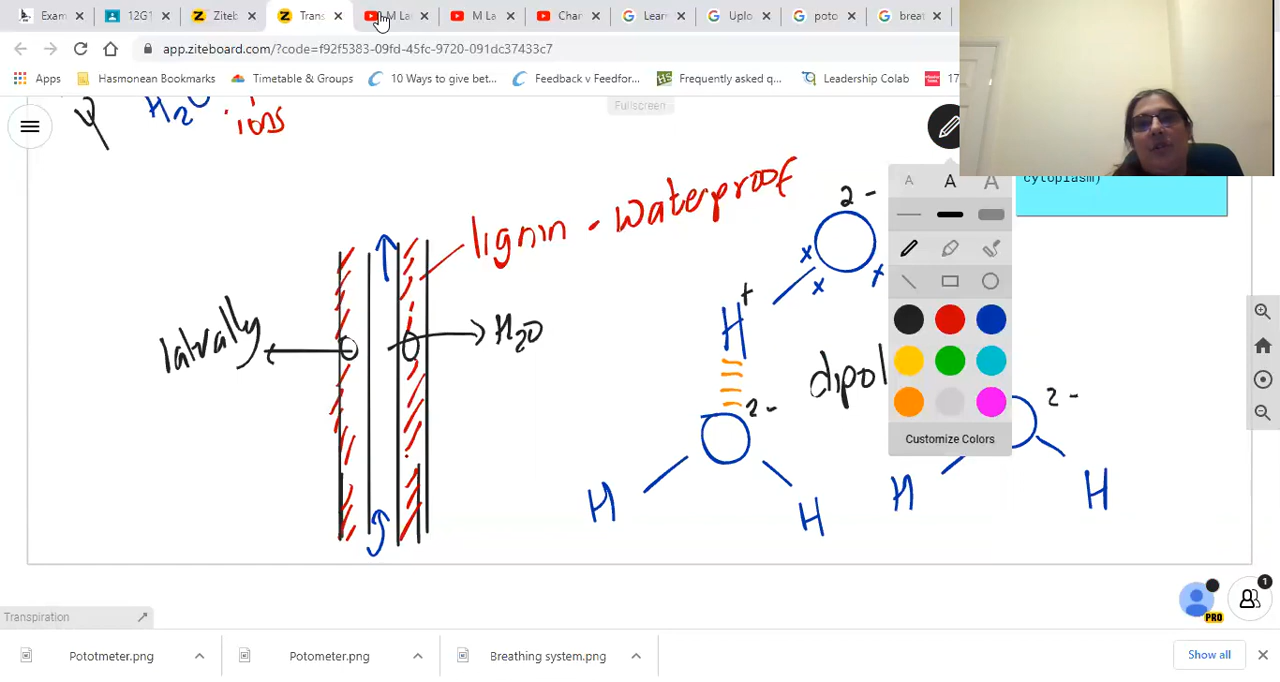 Exam
12G1
Ziteb
Trans
M La
M La
Char
Learn
Uplo
poto
breat
app.ziteboard.com/?code=f92f5383-09fd-45fc-9720-091dc37433c7
Apps
Hasmonean Bookmarks
Timetable & Groups
10 Ways to give bet...
Feedback v Feedfor...
Frequently asked q...
Leadership Colab
17
Fullscreen
H2O
ions
cytoplasm)
A A A
lignin - waterproof
2-
H+
latrally
H2O
dipol
2-
2-
H H
H H
Customize Colors
Transpiration
PRO
1
Pototmeter.png
Potometer.png
Breathing system.png
Show all